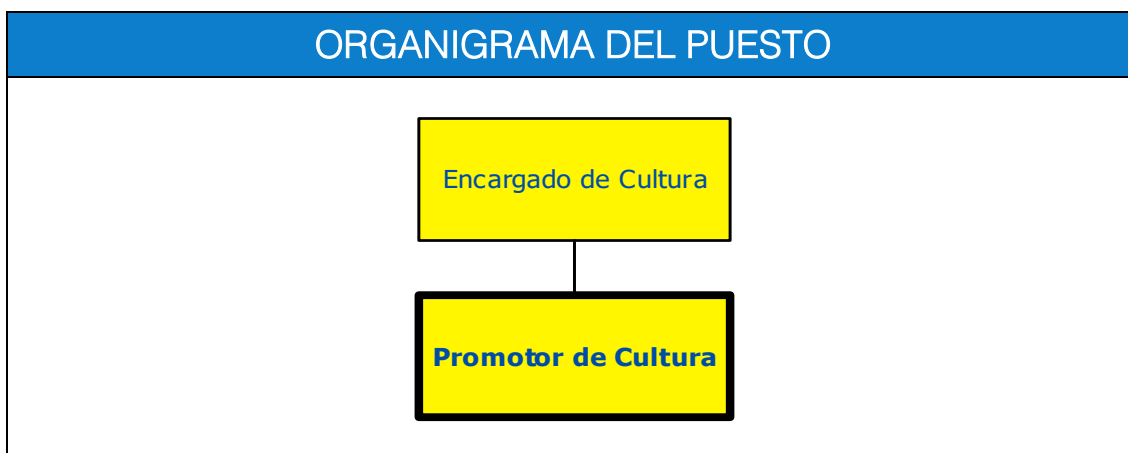 ORGANIGRAMA DEL PUESTO
Encargado de Cultura
Promotor de Cultura